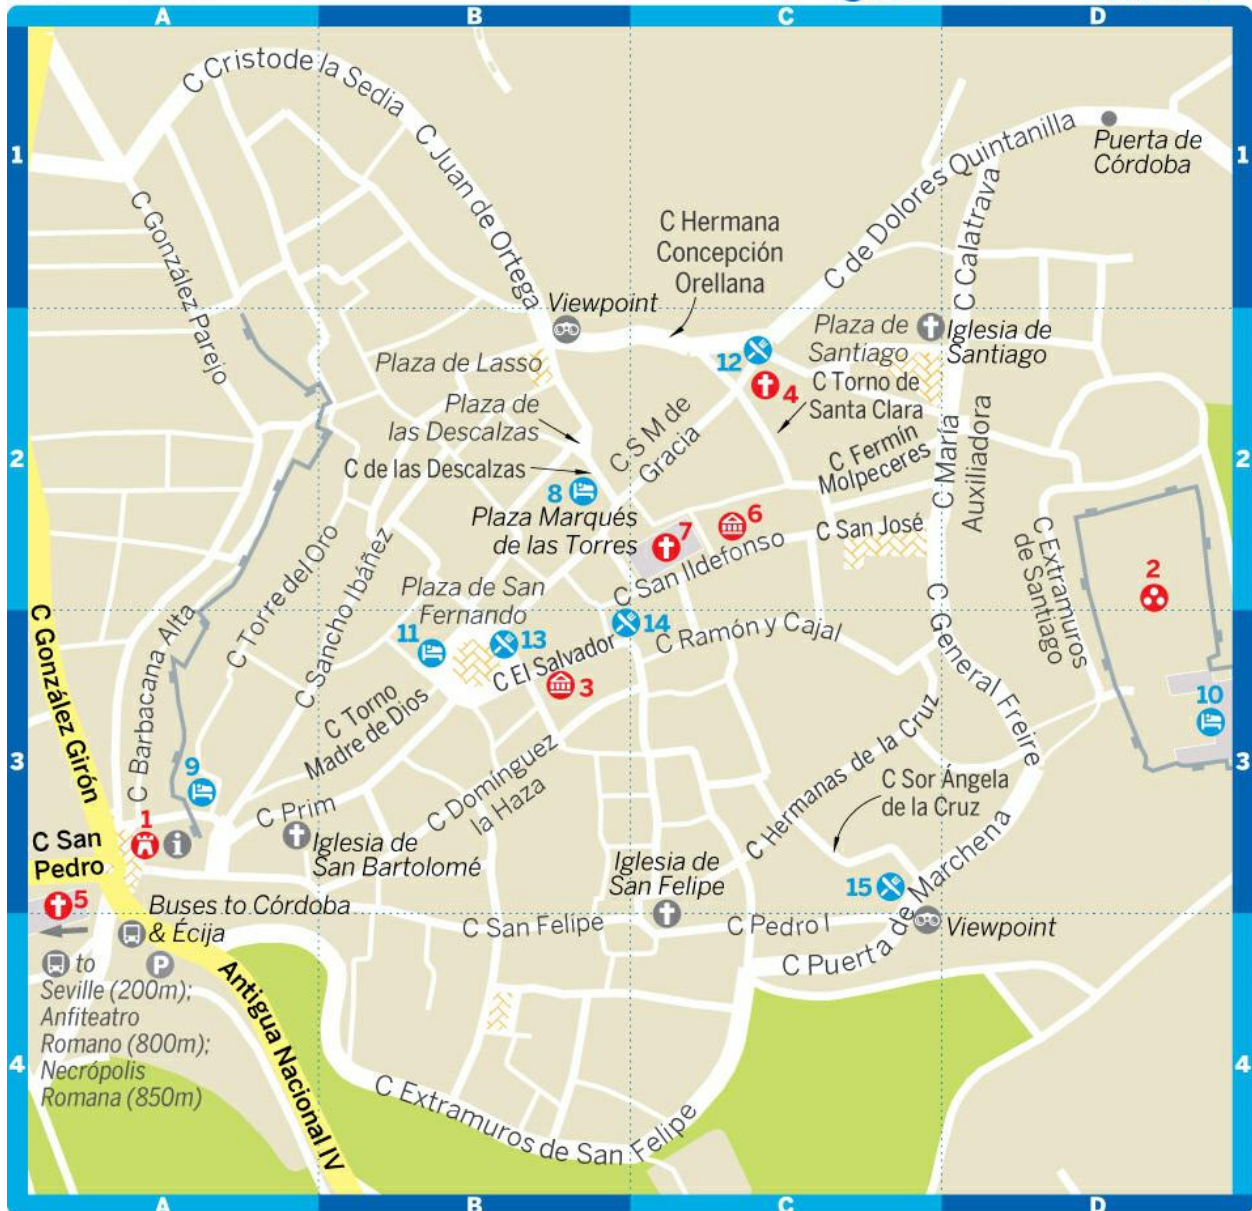 A
B
C
D
C Cristode la Sedia
C Juan de Ortega
C de Dolores Quintanilla
Puerta de
Córdoba
1
1
C González Parejo
C Hermana
Concepción
Orellana
C Calatrava
Viewpoint
Plaza de
Santiago
Iglesia de
Santiago
Plaza de Lasso
12
4
C Torno de
Santa Clara
Plaza de
las Descalzas
C S M de
Gracia
C de las Descalzas
C Fermín
Molpeceres
C María
Auxiliadora
2
2
8
Plaza Marqués
de las Torres
7
6
C San José
C San Ildefonso
C Extramuros
de Santiago
2
C Torre del Oro
C Sancho Ibáñez
Plaza de San
Fernando
11
13
14
C El Salvador
3
C Ramón y Cajal
C General Freire
C González Girón
C Barbacana Alta
C Torno
Madre de Dios
10
3
3
9
C Domínguez
la Haza
C Hermanas de la Cruz
C Sor Ángela
de la Cruz
C Prim
1
i
C San
Pedro
Iglesia de
San Bartolomé
Iglesia de
San Felipe
15
C Puerta de Marchena
5
Buses to Córdoba
& Écija
C San Felipe
C Pedro I
Viewpoint
P
to
Seville (200m);
Anfiteatro
Romano (800m);
Necrópolis
Romana (850m)
Antigua Nacional IV
C Extramuros de San Felipe
4
4
A
B
C
D